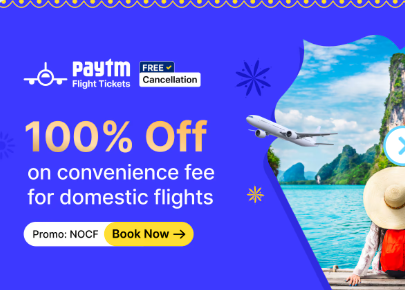 paytm
Flight Tickets
FREE
Cancellation
100% Off
on convenience fee
for domestic flights
Promo: NOCF
Book Now →